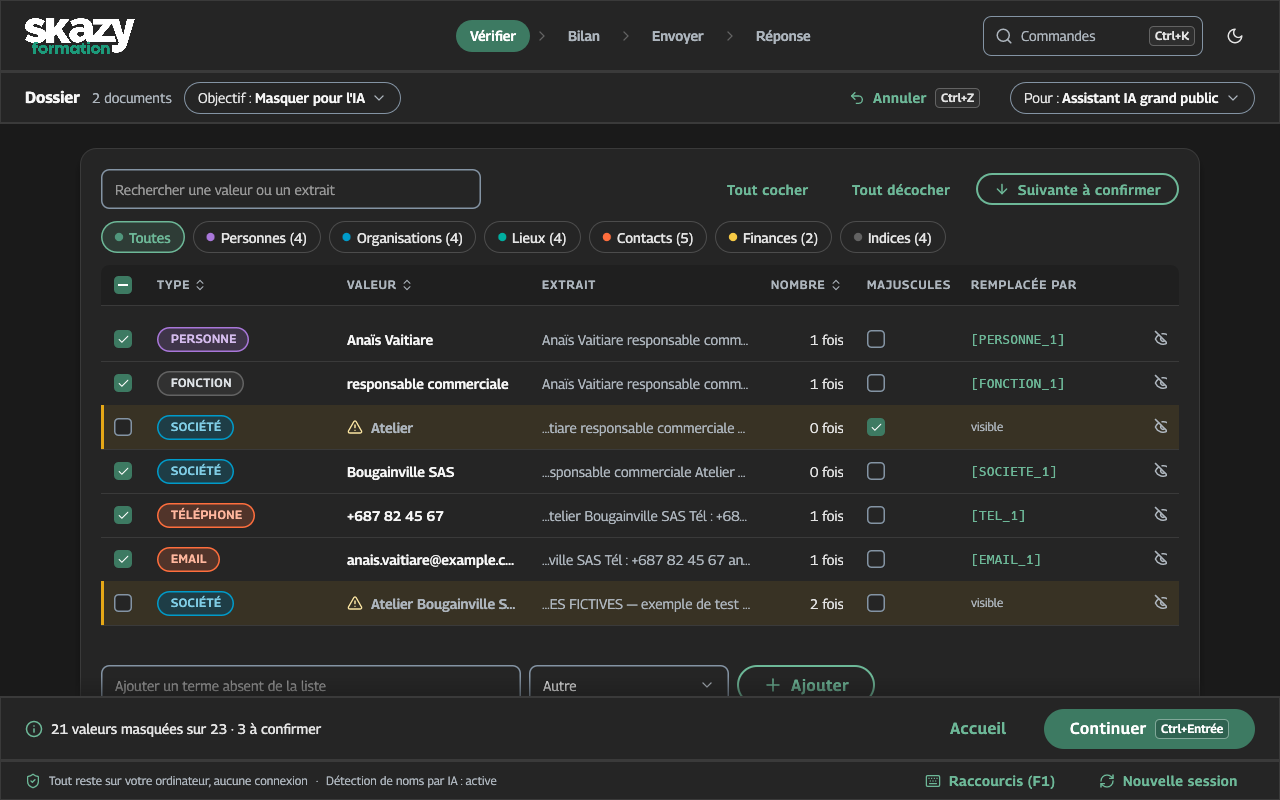 skazy
formation
Vérifier > Bilan > Envoyer > Réponse
Commandes Ctrl+K
Dossier 2 documents Objectif : Masquer pour l'IA
Annuler Ctrl+Z Pour : Assistant IA grand public
Rechercher une valeur ou un extrait
Tout cocher Tout décocher Suivante à confirmer
Toutes Personnes (4) Organisations (4) Lieux (4) Contacts (5) Finances (2) Indices (4)
TYPE VALEUR EXTRAIT NOMBRE MAJUSCULES REMPLACÉE PAR
PERSONNE Anaïs Vaitiare Anaïs Vaitiare responsable comm... 1 fois [PERSONNE_1]
FONCTION responsable commerciale Anaïs Vaitiare responsable comm... 1 fois [FONCTION_1]
SOCIÉTÉ Atelier ...tiare responsable commerciale ... 0 fois visible
SOCIÉTÉ Bougainville SAS ...sponsable commerciale Atelier ... 0 fois [SOCIETE_1]
TÉLÉPHONE +687 82 45 67 ...telier Bougainville SAS Tél : +68... 1 fois [TEL_1]
EMAIL anais.vaitiare@example.c... ...ville SAS Tél : +687 82 45 67 an... 1 fois [EMAIL_1]
SOCIÉTÉ Atelier Bougainville S... ...ES FICTIVES — exemple de test ... 2 fois visible
Ajouter un terme absent de la liste Autre + Ajouter
21 valeurs masquées sur 23 · 3 à confirmer
Accueil Continuer Ctrl+Entrée
Tout reste sur votre ordinateur, aucune connexion · Détection de noms par IA : active
Raccourcis (F1) Nouvelle session